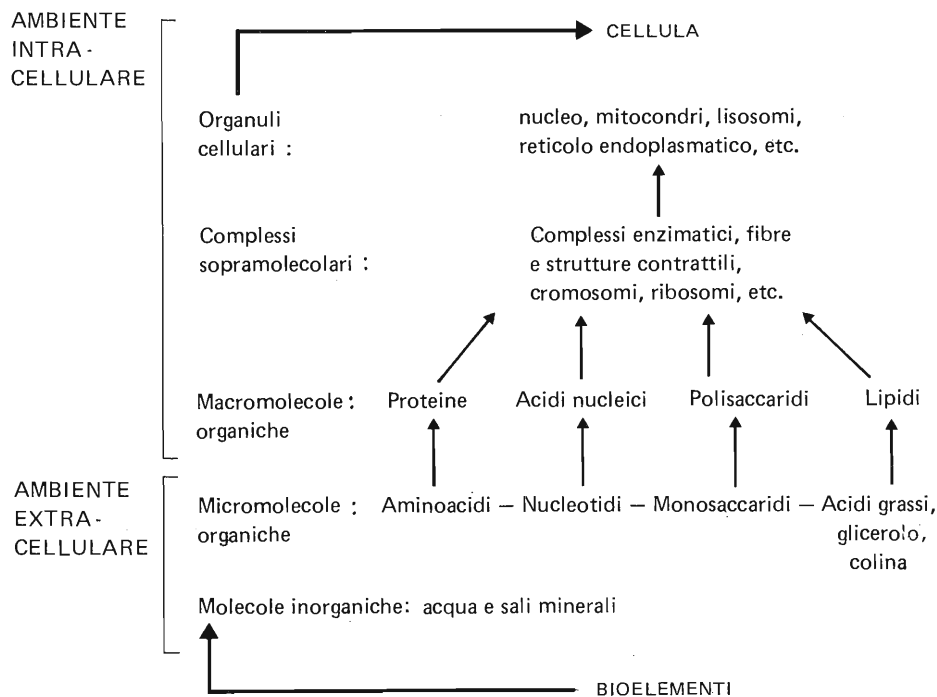 AMBIENTE
INTRA -
CELLULARE
CELLULA
Organuli
cellulari :
nucleo, mitocondri, lisosomi,
reticolo endoplasmatico, etc.
Complessi
sopramolecolari :
Complessi enzimatici, fibre
e strutture contrattili,
cromosomi, ribosomi, etc.
Macromolecole :
organiche
Proteine
Acidi nucleici
Polisaccaridi
Lipidi
AMBIENTE
EXTRA -
CELLULARE
Micromolecole :
organiche
Aminoacidi – Nucleotidi – Monosaccaridi – Acidi grassi,
glicerolo,
colina
Molecole inorganiche: acqua e sali minerali
BIOELEMENTI